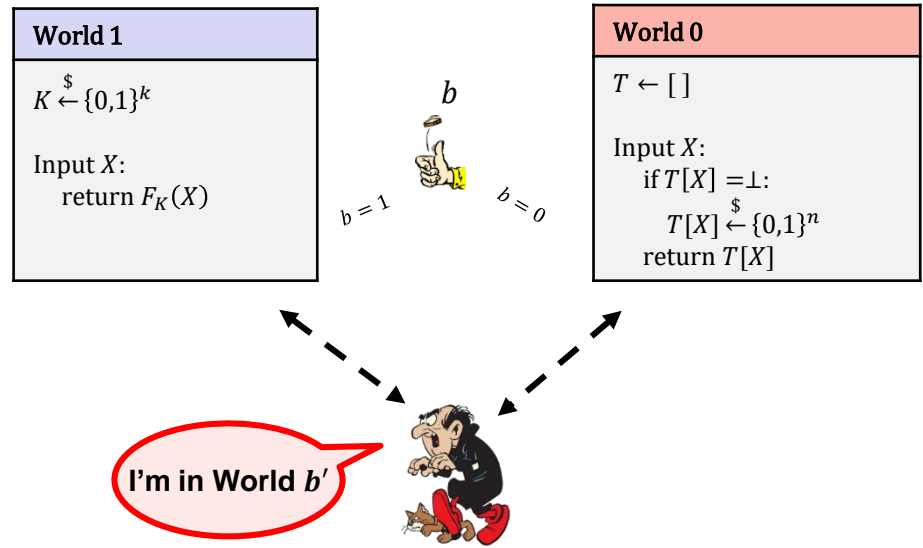 World 1
K $← {0,1}ᵏ
Input X:
return F_K(X)
b
b = 1
b = 0
World 0
T ← [ ]
Input X:
if T[X] =⊥:
T[X] $← {0,1}ⁿ
return T[X]
I’m in World b′